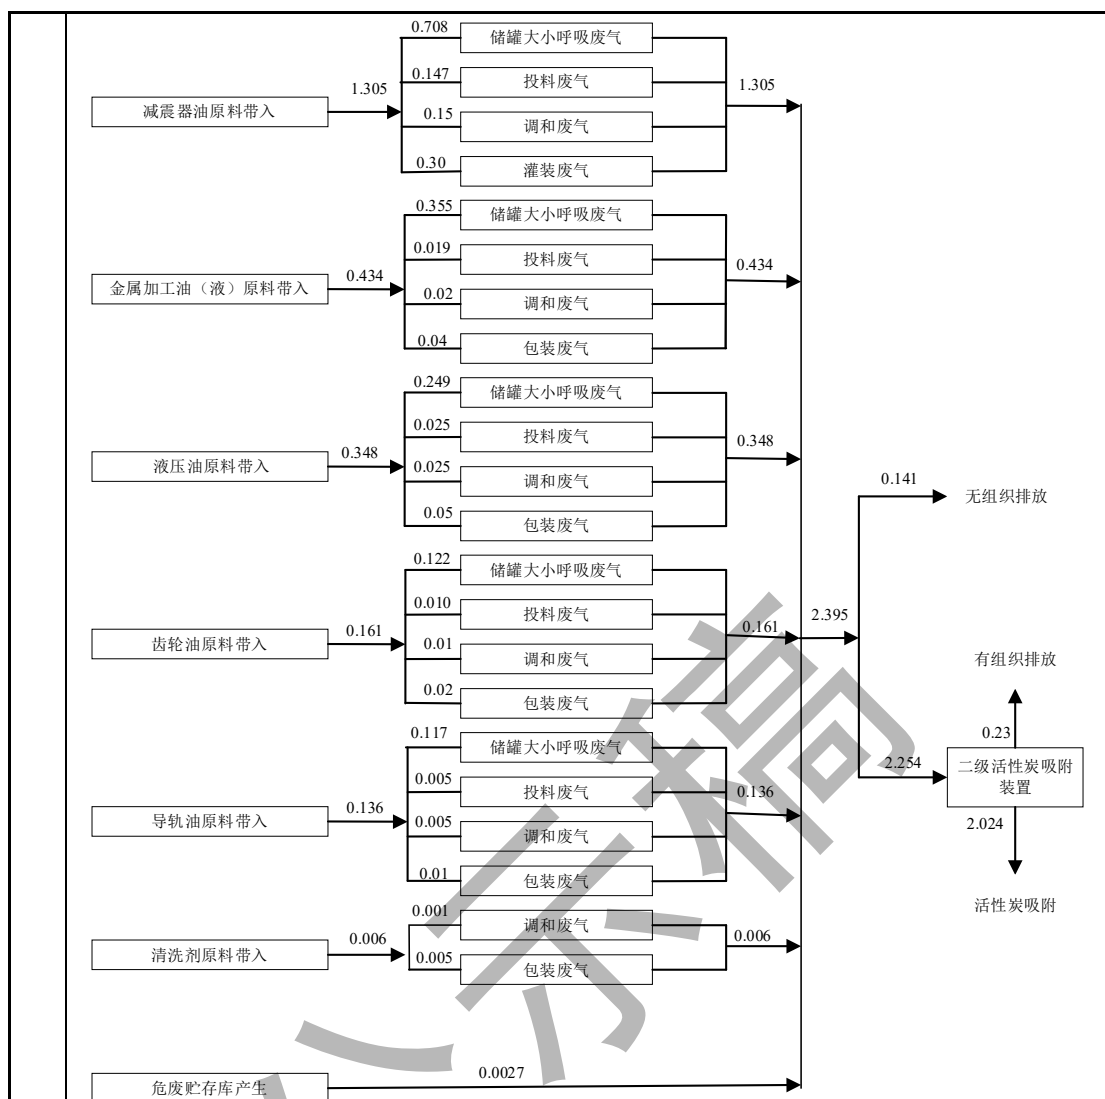 0.708
储罐大小呼吸废气
0.147
投料废气
减震器油原料带入
1.305
0.15
调和废气
0.30
灌装废气
1.305
0.355
储罐大小呼吸废气
0.019
投料废气
金属加工油（液）原料带入
0.434
0.02
调和废气
0.04
包装废气
0.434
0.249
储罐大小呼吸废气
0.025
投料废气
液压油原料带入
0.348
0.025
调和废气
0.05
包装废气
0.348
0.122
储罐大小呼吸废气
0.010
投料废气
齿轮油原料带入
0.161
0.01
调和废气
0.02
包装废气
0.161
0.117
储罐大小呼吸废气
0.005
投料废气
导轨油原料带入
0.136
0.005
调和废气
0.01
包装废气
0.136
0.001
调和废气
清洗剂原料带入
0.006
0.005
包装废气
0.006
危废贮存库产生
0.0027
2.395
0.141
无组织排放
2.254
二级活性炭吸附
装置
0.23
有组织排放
2.024
活性炭吸附
示稿